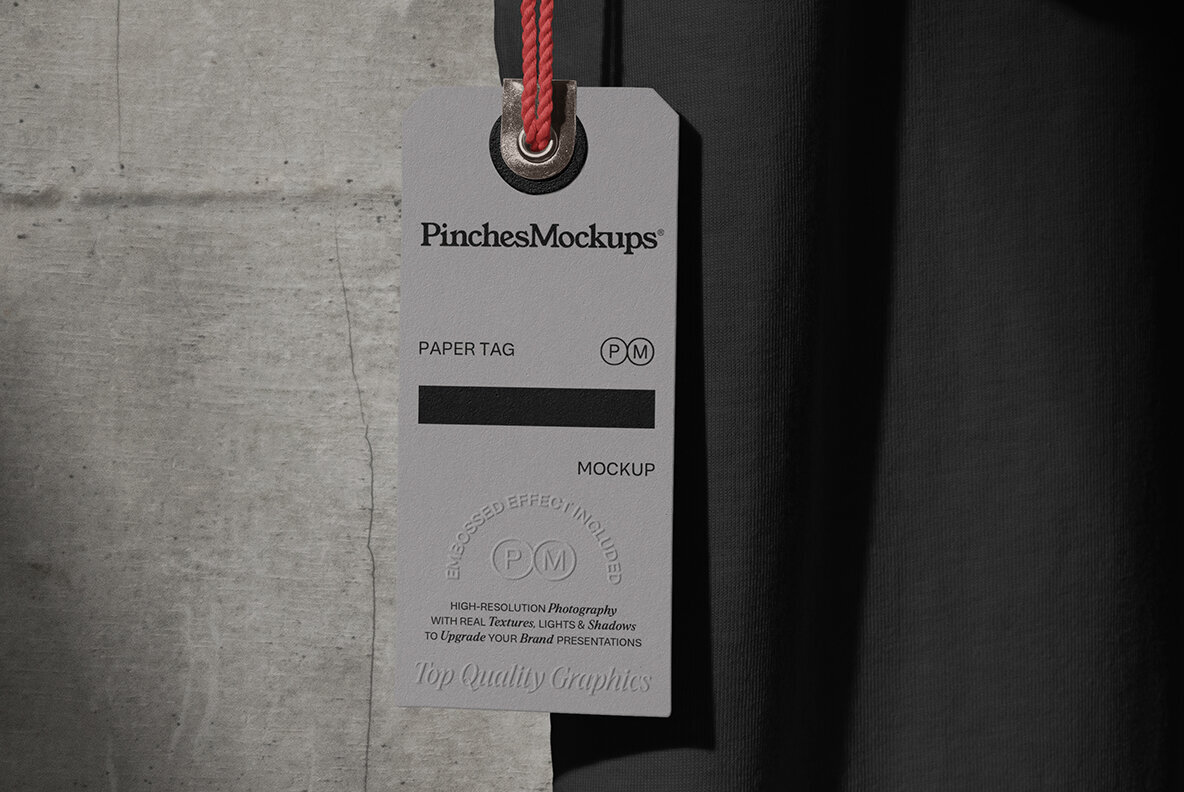 PinchesMockups®
PAPER TAG
PM
MOCKUP
EMBOSSED EFFECT INCLUDED
PM
HIGH-RESOLUTION Photography
WITH REAL Textures, LIGHTS & Shadows
TO Upgrade YOUR Brand PRESENTATIONS
Top Quality Graphics